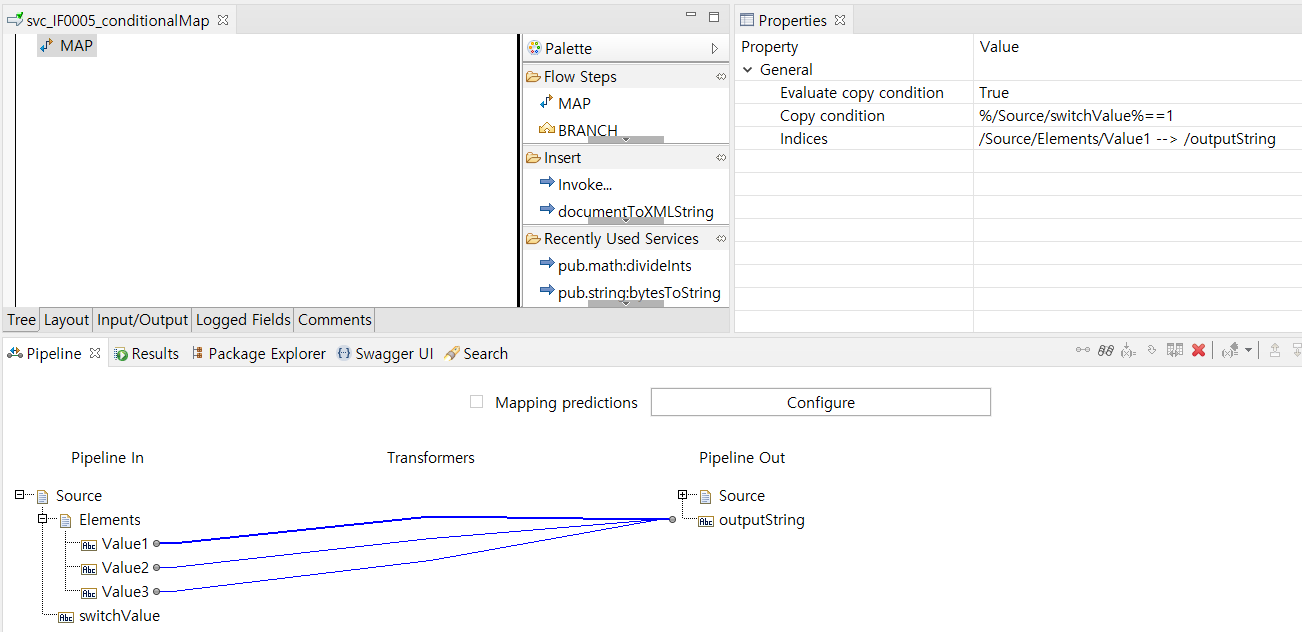 svc_IF0005_conditionalMap
MAP
Palette
Flow Steps
MAP
BRANCH
Insert
Invoke...
documentToXMLString
Recently Used Services
pub.math:divideInts
pub.string:bytesToString
Tree Layout Input/Output Logged Fields Comments
Properties
Property Value
General
Evaluate copy condition True
Copy condition %/Source/switchValue%==1
Indices /Source/Elements/Value1 --> /outputString
Pipeline Results Package Explorer Swagger UI Search
Mapping predictions Configure
Pipeline In Transformers Pipeline Out
Source Source
Elements outputString
Value1
Value2
Value3
switchValue